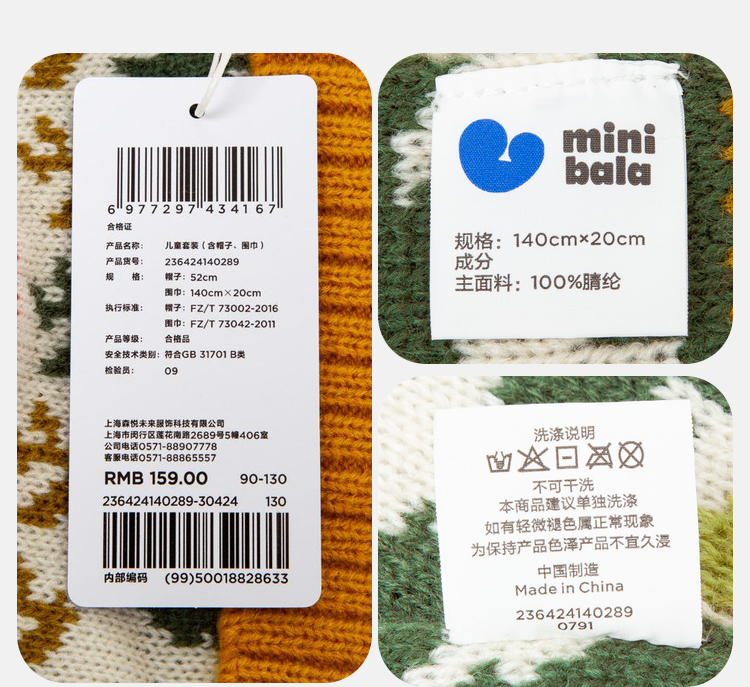 6 977297 434167
合格证
产品名称: 儿童套装(含帽子、围巾)
产品货号: 236424140289
规 格: 帽子: 52cm
围巾: 140cm×20cm
执行标准: 帽子: FZ/T 73002-2016
围巾: FZ/T 73042-2011
产品等级: 合格品
安全技术类别: 符合GB 31701 B类
检验员: 09
上海森悦未来服饰科技有限公司
上海市闵行区莲花南路2689号5幢406室
公司电话0571-88907778
客服电话0571-88865557
RMB 159.00 90-130
236424140289-30424 130
内部编码 (99)50018828633
mini
bala
规格: 140cm×20cm
成分
主面料: 100%腈纶
洗涤说明
不可干洗
本商品建议单独洗涤
如有轻微褪色属正常现象
为保持产品色泽产品不宜久浸
中国制造
Made in China
236424140289
0791